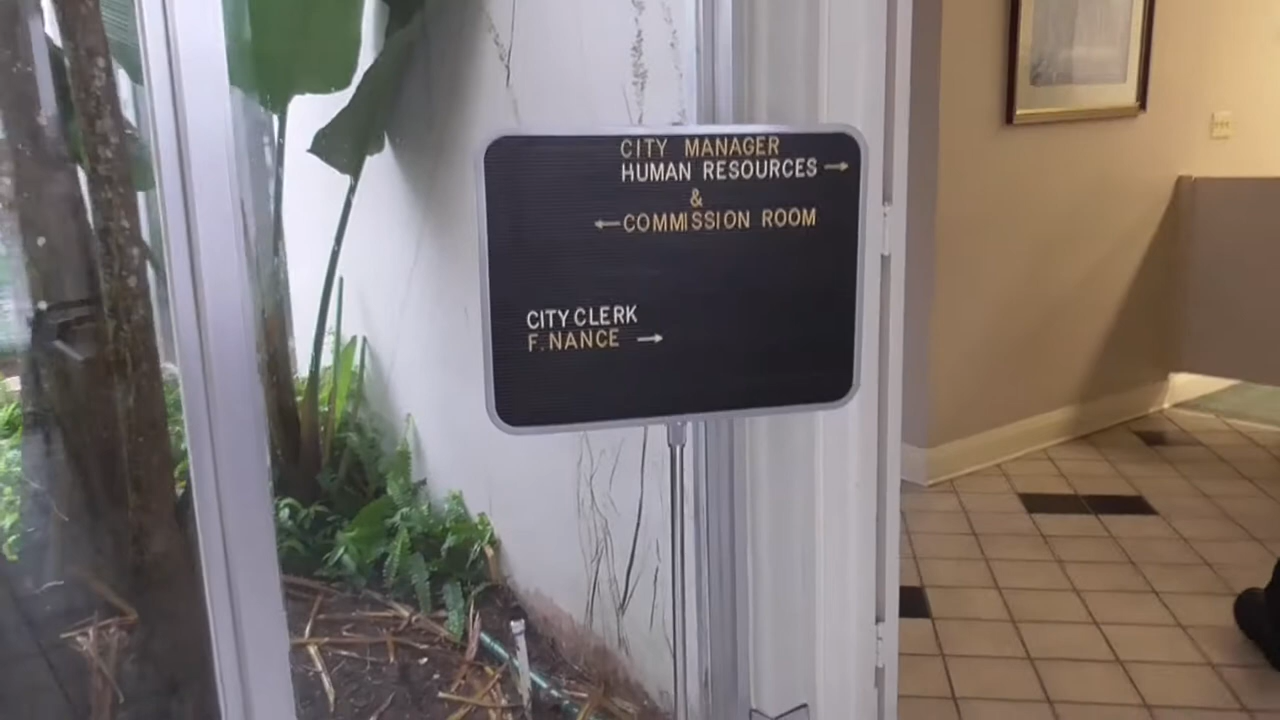 CITY MANAGER
HUMAN RESOURCES →
&
← COMMISSION ROOM
CITY CLERK
F.NANCE →